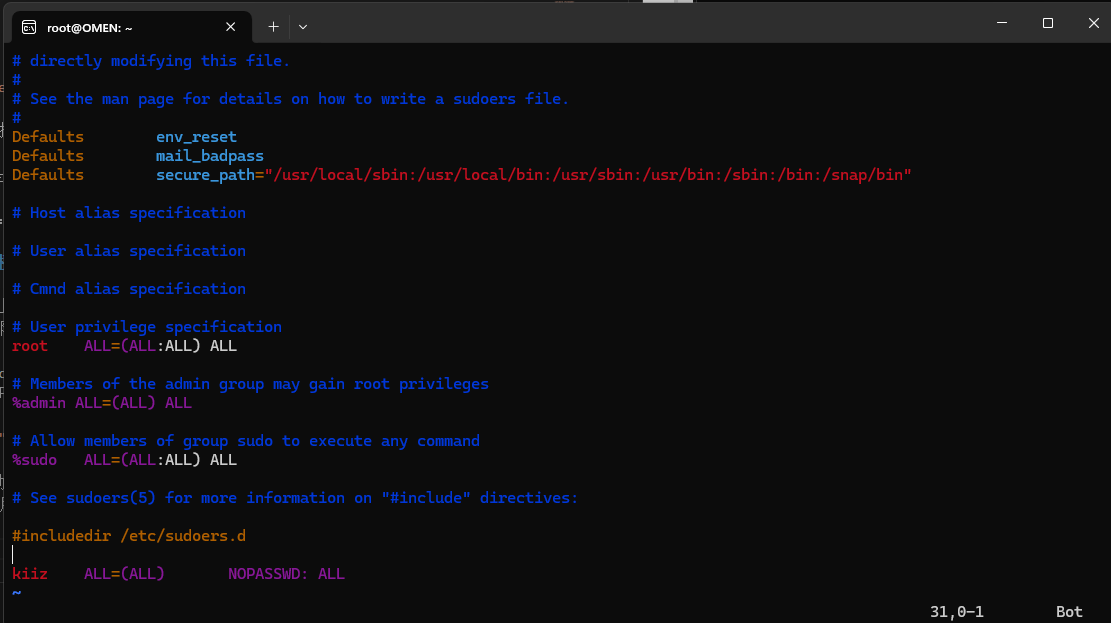 root@OMEN: ~
# directly modifying this file.
#
# See the man page for details on how to write a sudoers file.
#
Defaults        env_reset
Defaults        mail_badpass
Defaults        secure_path="/usr/local/sbin:/usr/local/bin:/usr/sbin:/usr/bin:/sbin:/bin:/snap/bin"
# Host alias specification
# User alias specification
# Cmnd alias specification
# User privilege specification
root    ALL=(ALL:ALL) ALL
# Members of the admin group may gain root privileges
%admin ALL=(ALL) ALL
# Allow members of group sudo to execute any command
%sudo   ALL=(ALL:ALL) ALL
# See sudoers(5) for more information on "#include" directives:
#includedir /etc/sudoers.d
kiiz    ALL=(ALL)       NOPASSWD: ALL
~
31,0-1        Bot